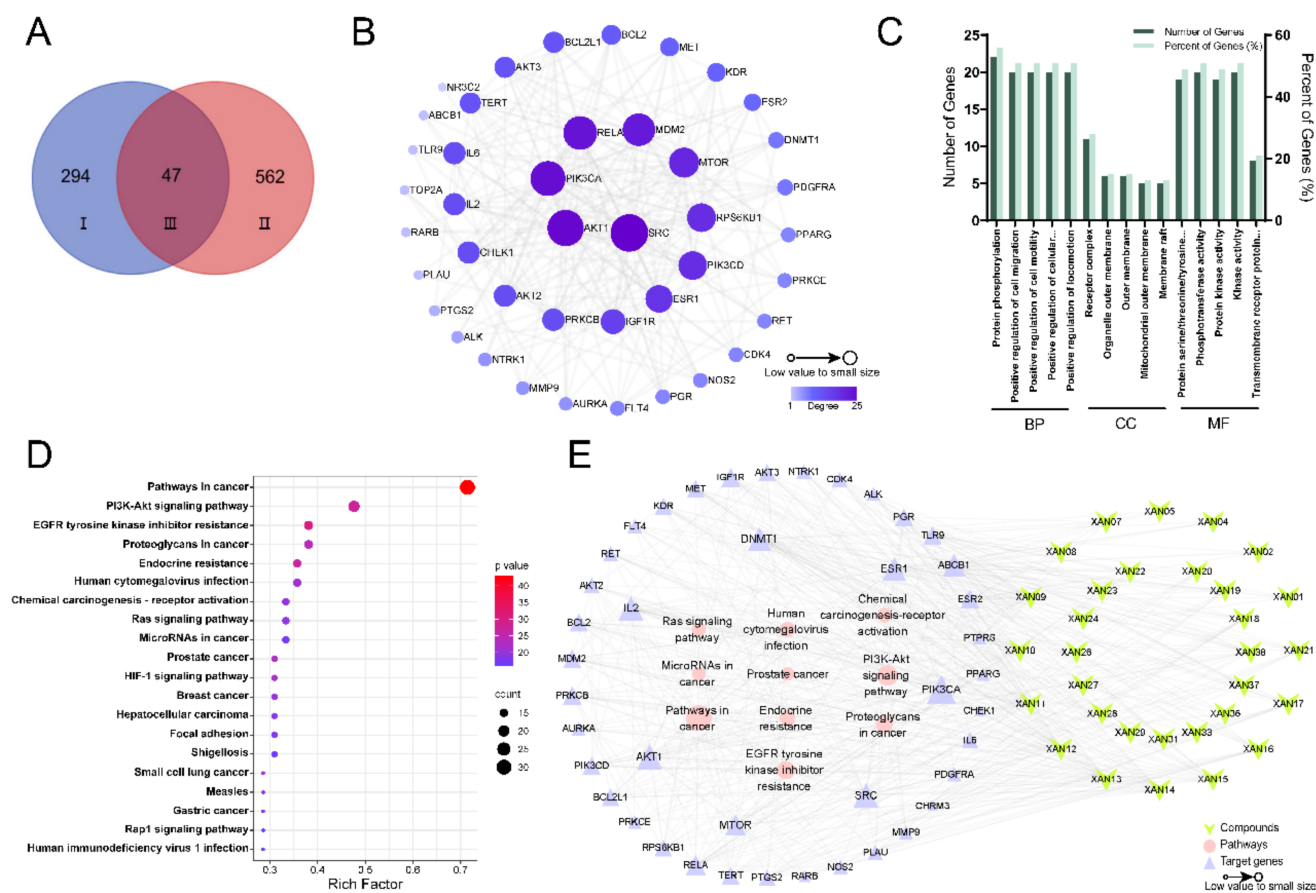 A
294
47
562
I
III
II
B
BCL2L1
BCL2
MET
AKT3
KDR
NR3C2
TERT
ESR2
ABCB1
RELA
MDM2
DNMT1
TLR9
IL6
MTOR
TOP2A
PIK3CA
PDGFRA
IL2
RPS6KB1
RARB
AKT1
SRC
PPARG
CHEK1
PIK3CD
PLAU
PRKCE
AKT2
ESR1
PTGS2
PRKCB
IGF1R
RET
ALK
CDK4
NTRK1
NOS2
MMP9
PGR
AURKA
FLT4
Low value to small size
1 Degree 25
C
Number of Genes
Percent of Genes (%)
25
20
15
10
5
0
60
40
20
0
Number of Genes
Percent of Genes (%)
Protein phosphorylation
Positive regulation of cell migration
Positive regulation of cell motility
Positive regulation of cellular...
Positive regulation of locomotion
Receptor complex
Organelle outer membrane
Outer membrane
Mitochondrial outer membrane
Membrane raft
Protein serine/threonine/tyrosine...
Phosphotransferase activity
Protein kinase activity
Kinase activity
Transmembrane receptor protein...
BP
CC
MF
D
Pathways in cancer
PI3K-Akt signaling pathway
EGFR tyrosine kinase inhibitor resistance
Proteoglycans in cancer
Endocrine resistance
Human cytomegalovirus infection
Chemical carcinogenesis - receptor activation
Ras signaling pathway
MicroRNAs in cancer
Prostate cancer
HIF-1 signaling pathway
Breast cancer
Hepatocellular carcinoma
Focal adhesion
Shigellosis
Small cell lung cancer
Measles
Gastric cancer
Rap1 signaling pathway
Human immunodeficiency virus 1 infection
0.3
0.4
0.5
0.6
0.7
Rich Factor
p value
40
35
30
25
20
count
15
20
25
30
E
IGF1R
AKT3
NTRK1
CDK4
MET
ALK
KDR
PGR
FLT4
DNMT1
TLR9
RET
ESR1
ABCB1
AKT2
IL2
ESR2
BCL2
PTPRS
MDM2
PPARG
PRKCB
PIK3CA
CHEK1
AURKA
IL6
PIK3CD
AKT1
PDGFRA
BCL2L1
SRC
CHRM3
PRKCE
MTOR
MMP9
RPS6KB1
PLAU
RELA
NOS2
TERT
PTGS2
RARB
Ras signaling
pathway
Human
cytomegalovirus
infection
Chemical
carcinogenesis-receptor
activation
MicroRNAs in
cancer
Prostate cancer
PI3K-Akt
signaling
pathway
Pathways in
cancer
Endocrine
resistance
Proteoglycans
in cancer
EGFR tyrosine
kinase inhibitor
resistance
XAN05
XAN07
XAN04
XAN08
XAN02
XAN22
XAN20
XAN09
XAN23
XAN19
XAN01
XAN24
XAN18
XAN10
XAN26
XAN38
XAN21
XAN27
XAN37
XAN11
XAN28
XAN36
XAN17
XAN29
XAN31
XAN33
XAN12
XAN16
XAN13
XAN14
XAN15
Compounds
Pathways
Target genes
Low value to small size